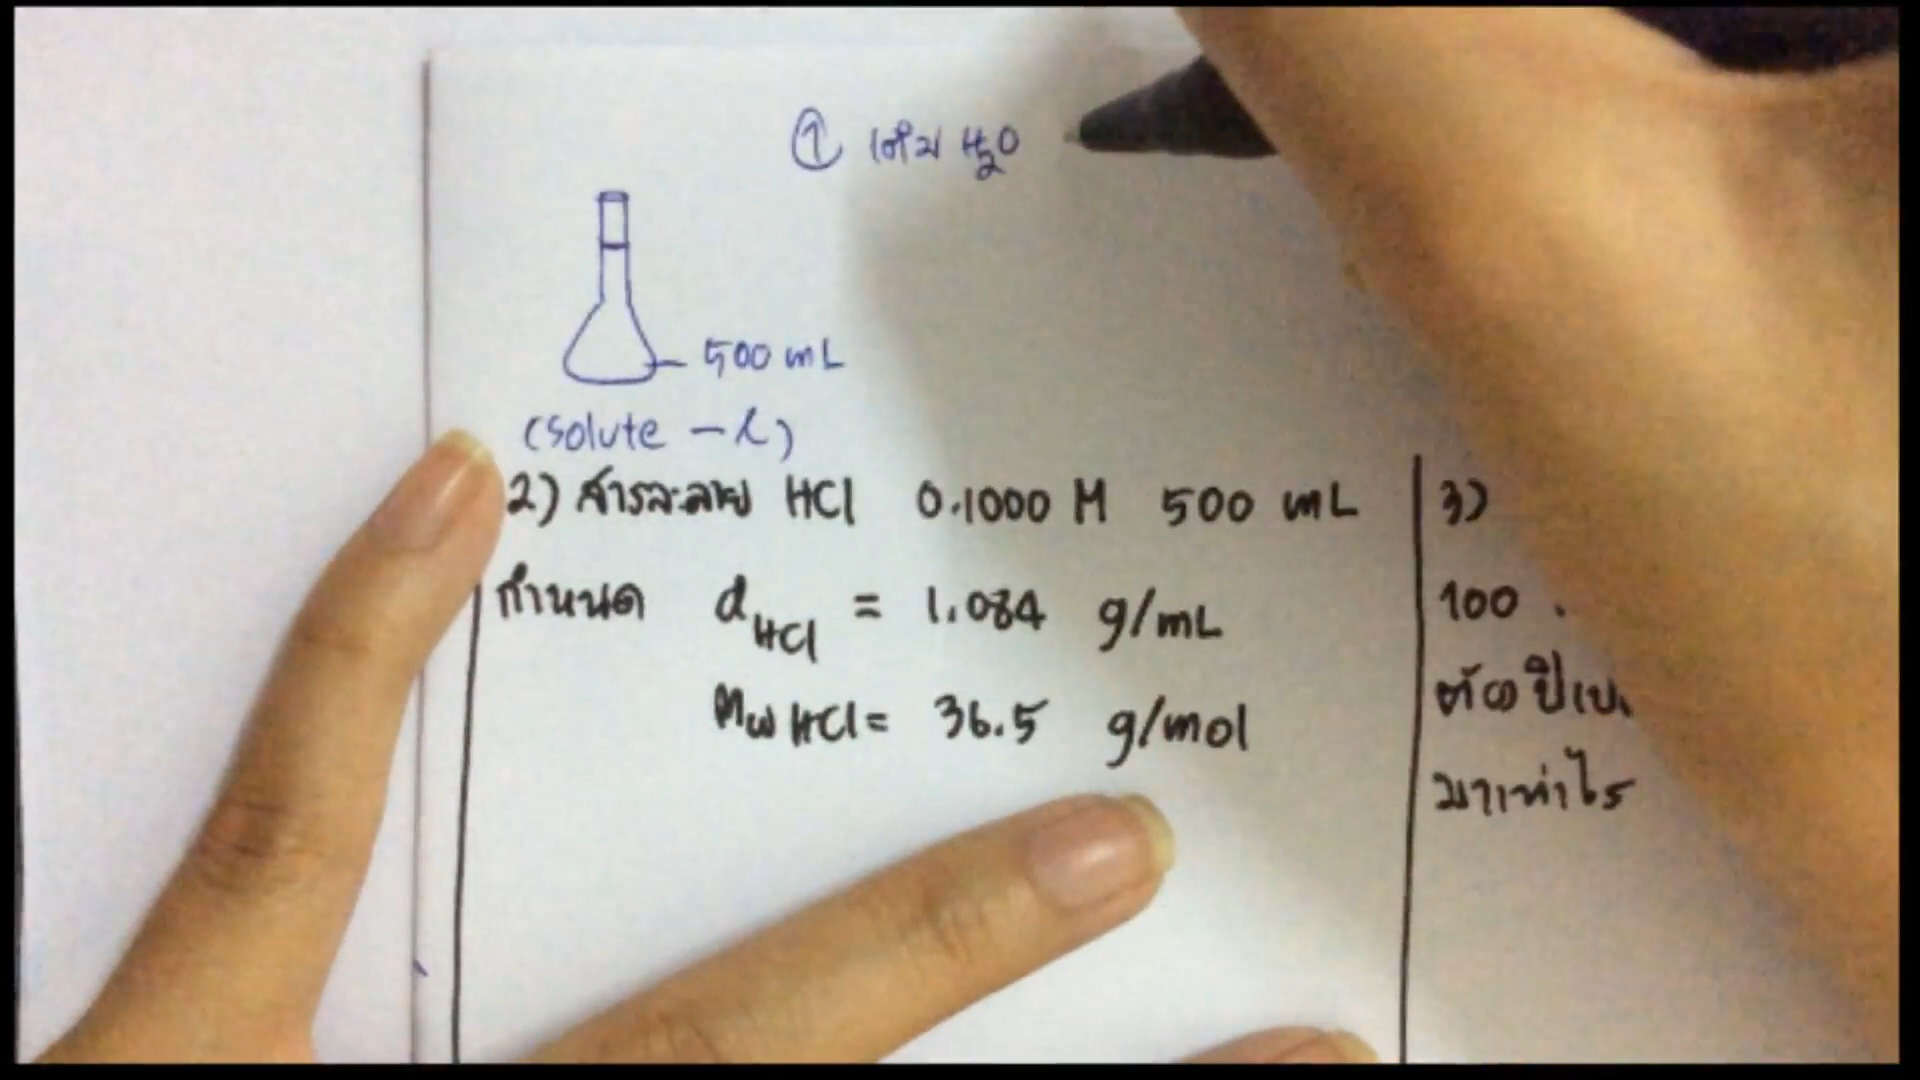 ① เติม H₂O
500 mL
(solute - l)
2) สารละลาย HCl 0.1000 M 500 mL
กำหนด d HCl = 1.084 g/mL
Mw HCl = 36.5 g/mol
3)
100
ต้องปิเป
มาเท่าไร